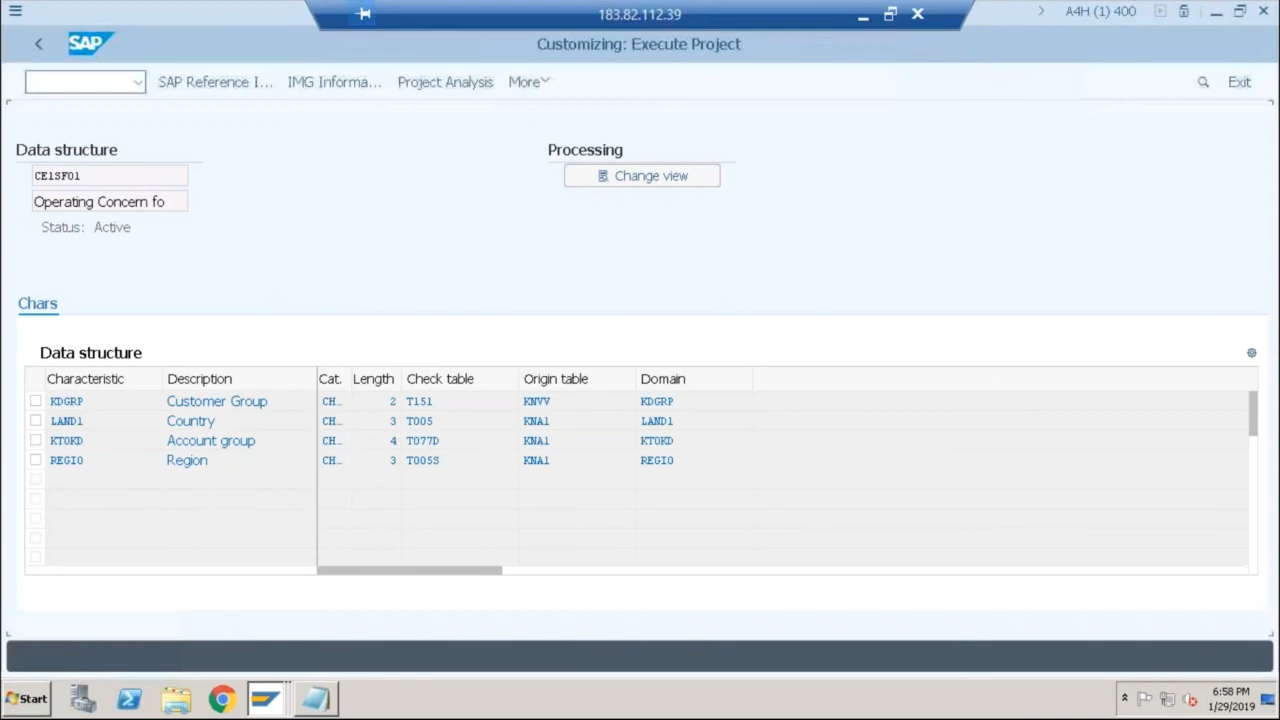 183.82.112.39
A4H (1) 400
SAP
Customizing: Execute Project
SAP Reference I... IMG Informa... Project Analysis More Exit
Data structure Processing
CE1SF01 Change view
Operating Concern fo
Status: Active
Chars
Data structure
Characteristic Description Cat. Length Check table Origin table Domain
KDGRP Customer Group CH... 2 T151 KNVV KDGRP
LAND1 Country CH... 3 T005 KNA1 LAND1
KTOKD Account group CH... 4 T077D KNA1 KTOKD
REGIO Region CH... 3 T005S KNA1 REGIO
Start 6:58 PM
1/29/2019